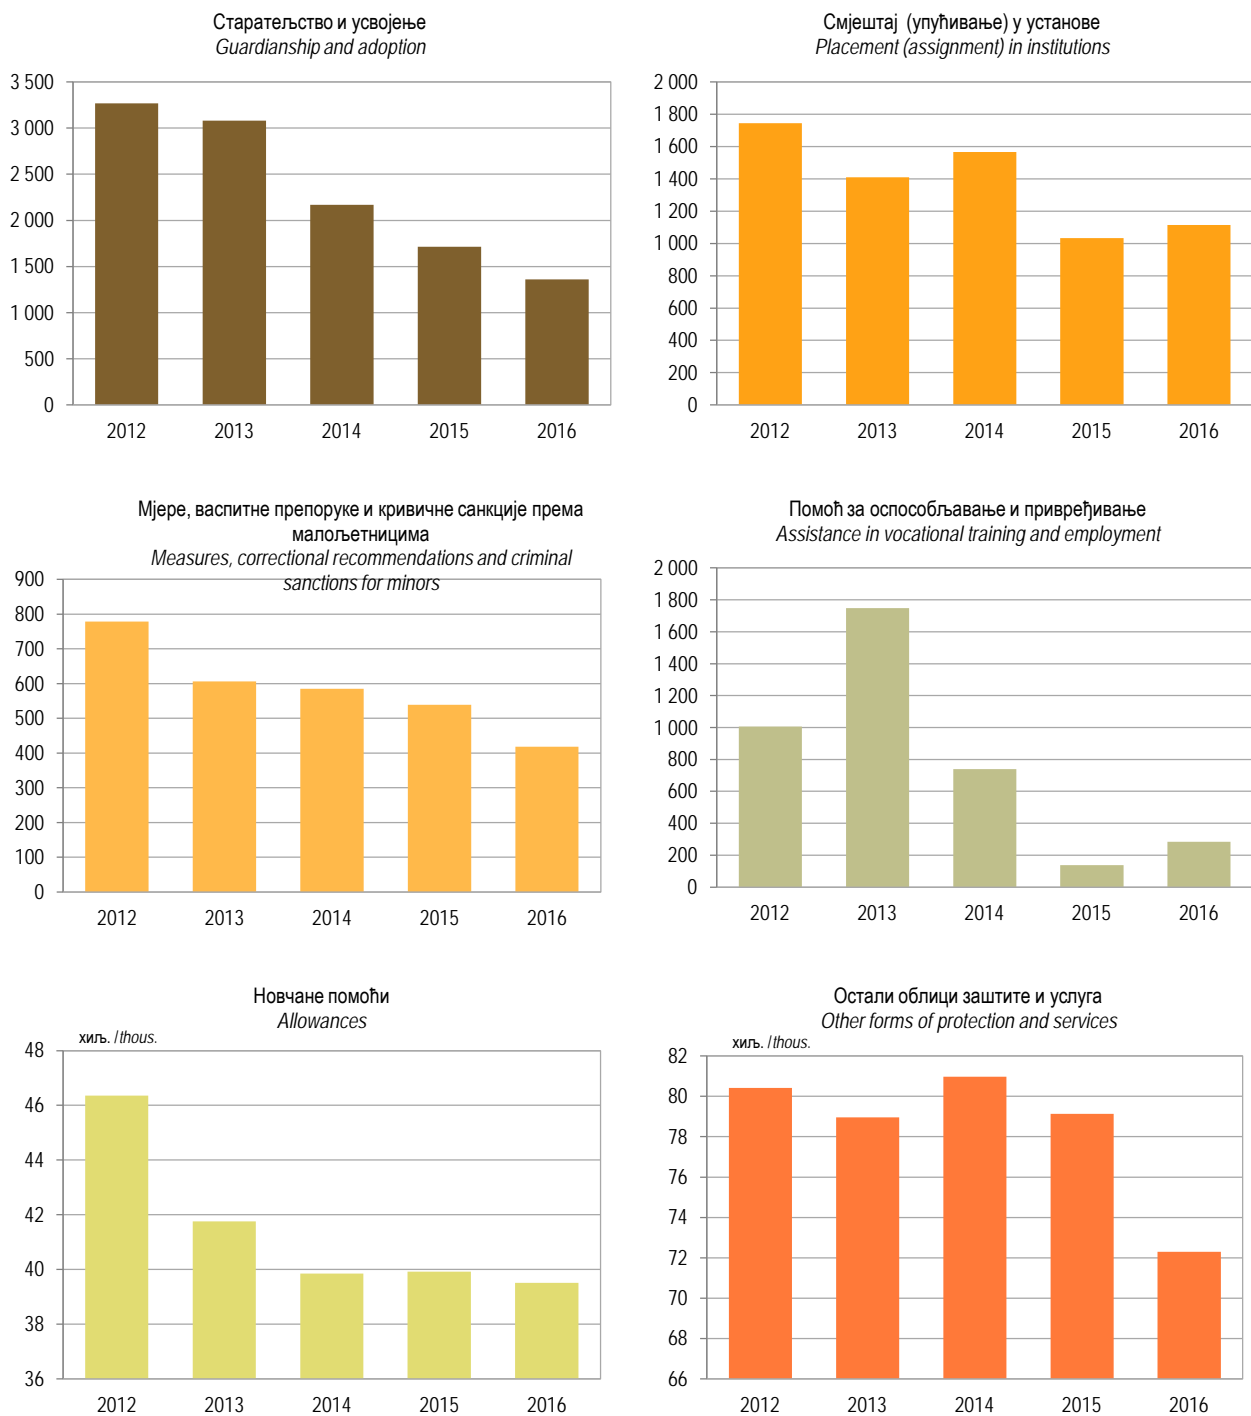 Старатељство и усвојење
Guardianship and adoption
3 500
3 000
2 500
2 000
1 500
1 000
500
0
2012 2013 2014 2015 2016
Смјештај (упућивање) у установе
Placement (assignment) in institutions
2 000
1 800
1 600
1 400
1 200
1 000
800
600
400
200
0
2012 2013 2014 2015 2016
Мјере, васпитне препоруке и кривичне санкције према
малољетницима
Measures, correctional recommendations and criminal
sanctions for minors
900
800
700
600
500
400
300
200
100
0
2012 2013 2014 2015 2016
Помоћ за оспособљавање и привређивање
Assistance in vocational training and employment
2 000
1 800
1 600
1 400
1 200
1 000
800
600
400
200
0
2012 2013 2014 2015 2016
Новчане помоћи
Allowances
хиљ. / thous.
48
46
44
42
40
38
36
2012 2013 2014 2015 2016
Остали облици заштите и услуга
Other forms of protection and services
хиљ. / thous.
82
80
78
76
74
72
70
68
66
2012 2013 2014 2015 2016